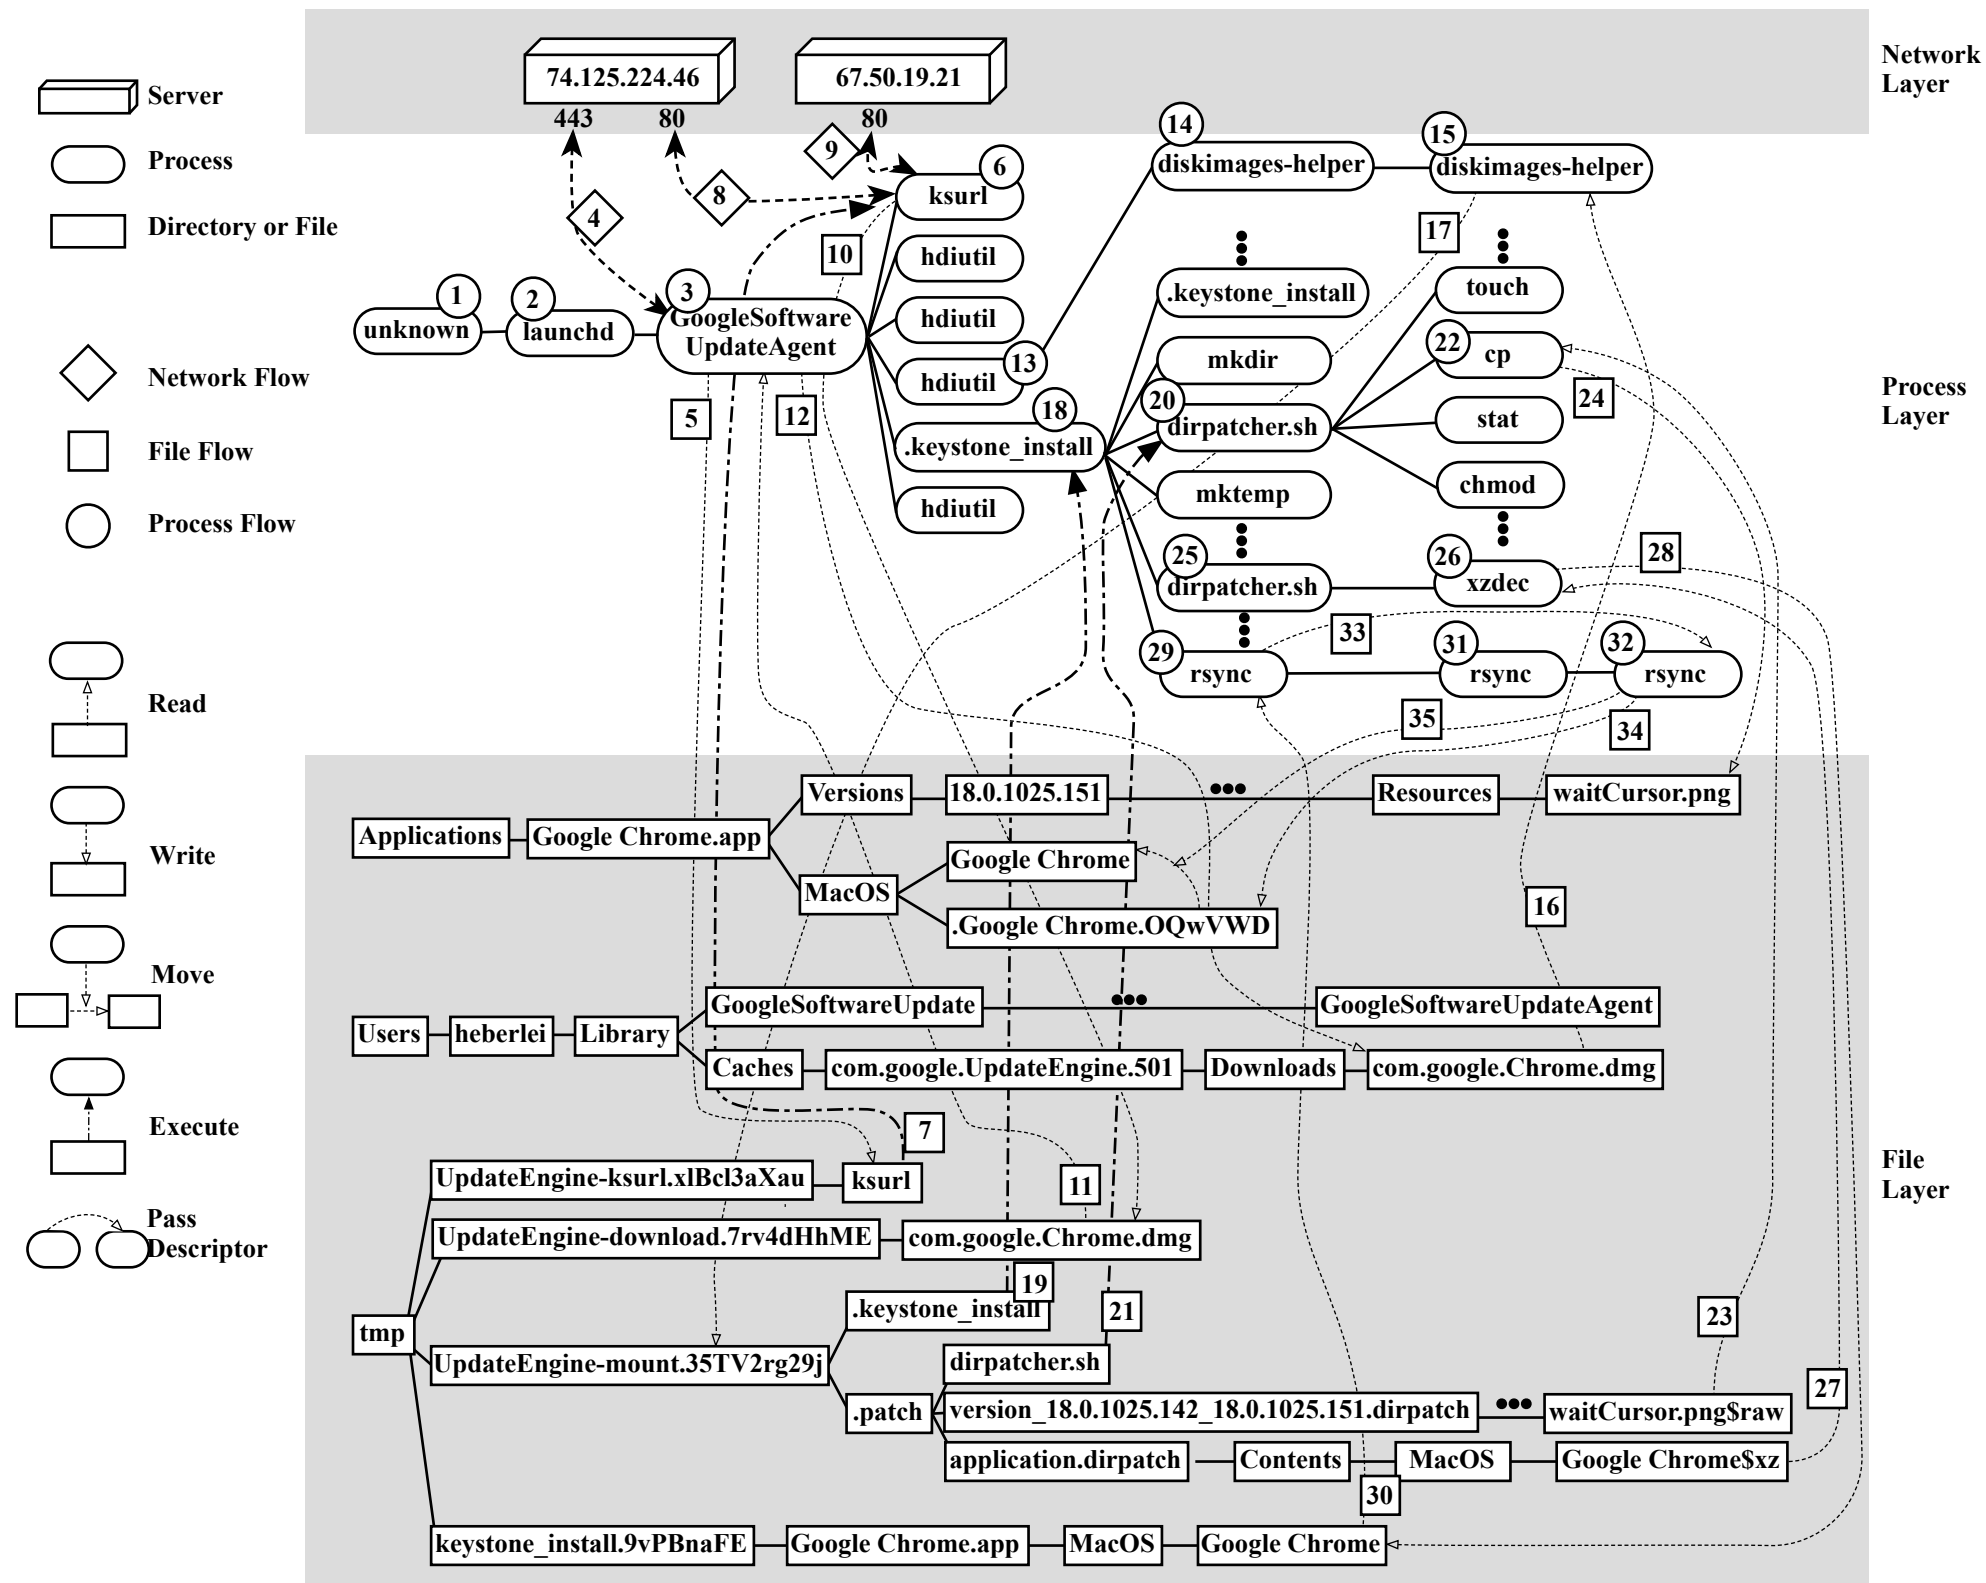 Network
Layer
74.125.224.46
67.50.19.21
Server
443
80
80
14
15
9
6
Process
diskimages-helper
diskimages-helper
8
ksurl
4
Directory or File
17
10
hdiutil
1
2
3
.keystone_install
touch
unknown
launchd
GoogleSoftware
UpdateAgent
hdiutil
22
cp
13
mkdir
Network Flow
hdiutil
24
Process
Layer
5
12
18
20
dirpatcher.sh
stat
File Flow
.keystone_install
mktemp
chmod
hdiutil
Process Flow
25
26
28
dirpatcher.sh
xzdec
33
29
31
32
rsync
rsync
rsync
Read
35
34
Versions
18.0.1025.151
Resources
waitCursor.png
Applications
Google Chrome.app
Write
Google Chrome
MacOS
16
.Google Chrome.OQwVWD
Move
GoogleSoftwareUpdate
GoogleSoftwareUpdateAgent
Users
heberlei
Library
Caches
com.google.UpdateEngine.501
Downloads
com.google.Chrome.dmg
Execute
7
File
Layer
UpdateEngine-ksurl.xlBcl3aXau
ksurl
11
Pass
Descriptor
UpdateEngine-download.7rv4dHhME
com.google.Chrome.dmg
19
.keystone_install
21
23
tmp
UpdateEngine-mount.35TV2rg29j
dirpatcher.sh
27
.patch
version_18.0.1025.142_18.0.1025.151.dirpatch
waitCursor.png$raw
application.dirpatch
Contents
MacOS
Google Chrome$xz
30
keystone_install.9vPBnaFE
Google Chrome.app
MacOS
Google Chrome